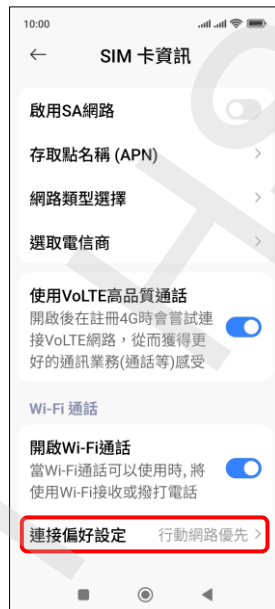 10:00
SIM 卡資訊
啟用SA網路
存取點名稱 (APN)
網路類型選擇
選取電信商
使用VoLTE高品質通話
開啟後在註冊4G時會嘗試連
接VoLTE網路，從而獲得更
好的通訊業務(通話等)感受
Wi-Fi 通話
開啟Wi-Fi通話
當Wi-Fi通話可以使用時, 將
使用Wi-Fi接收或撥打電話
連接偏好設定 行動網路優先